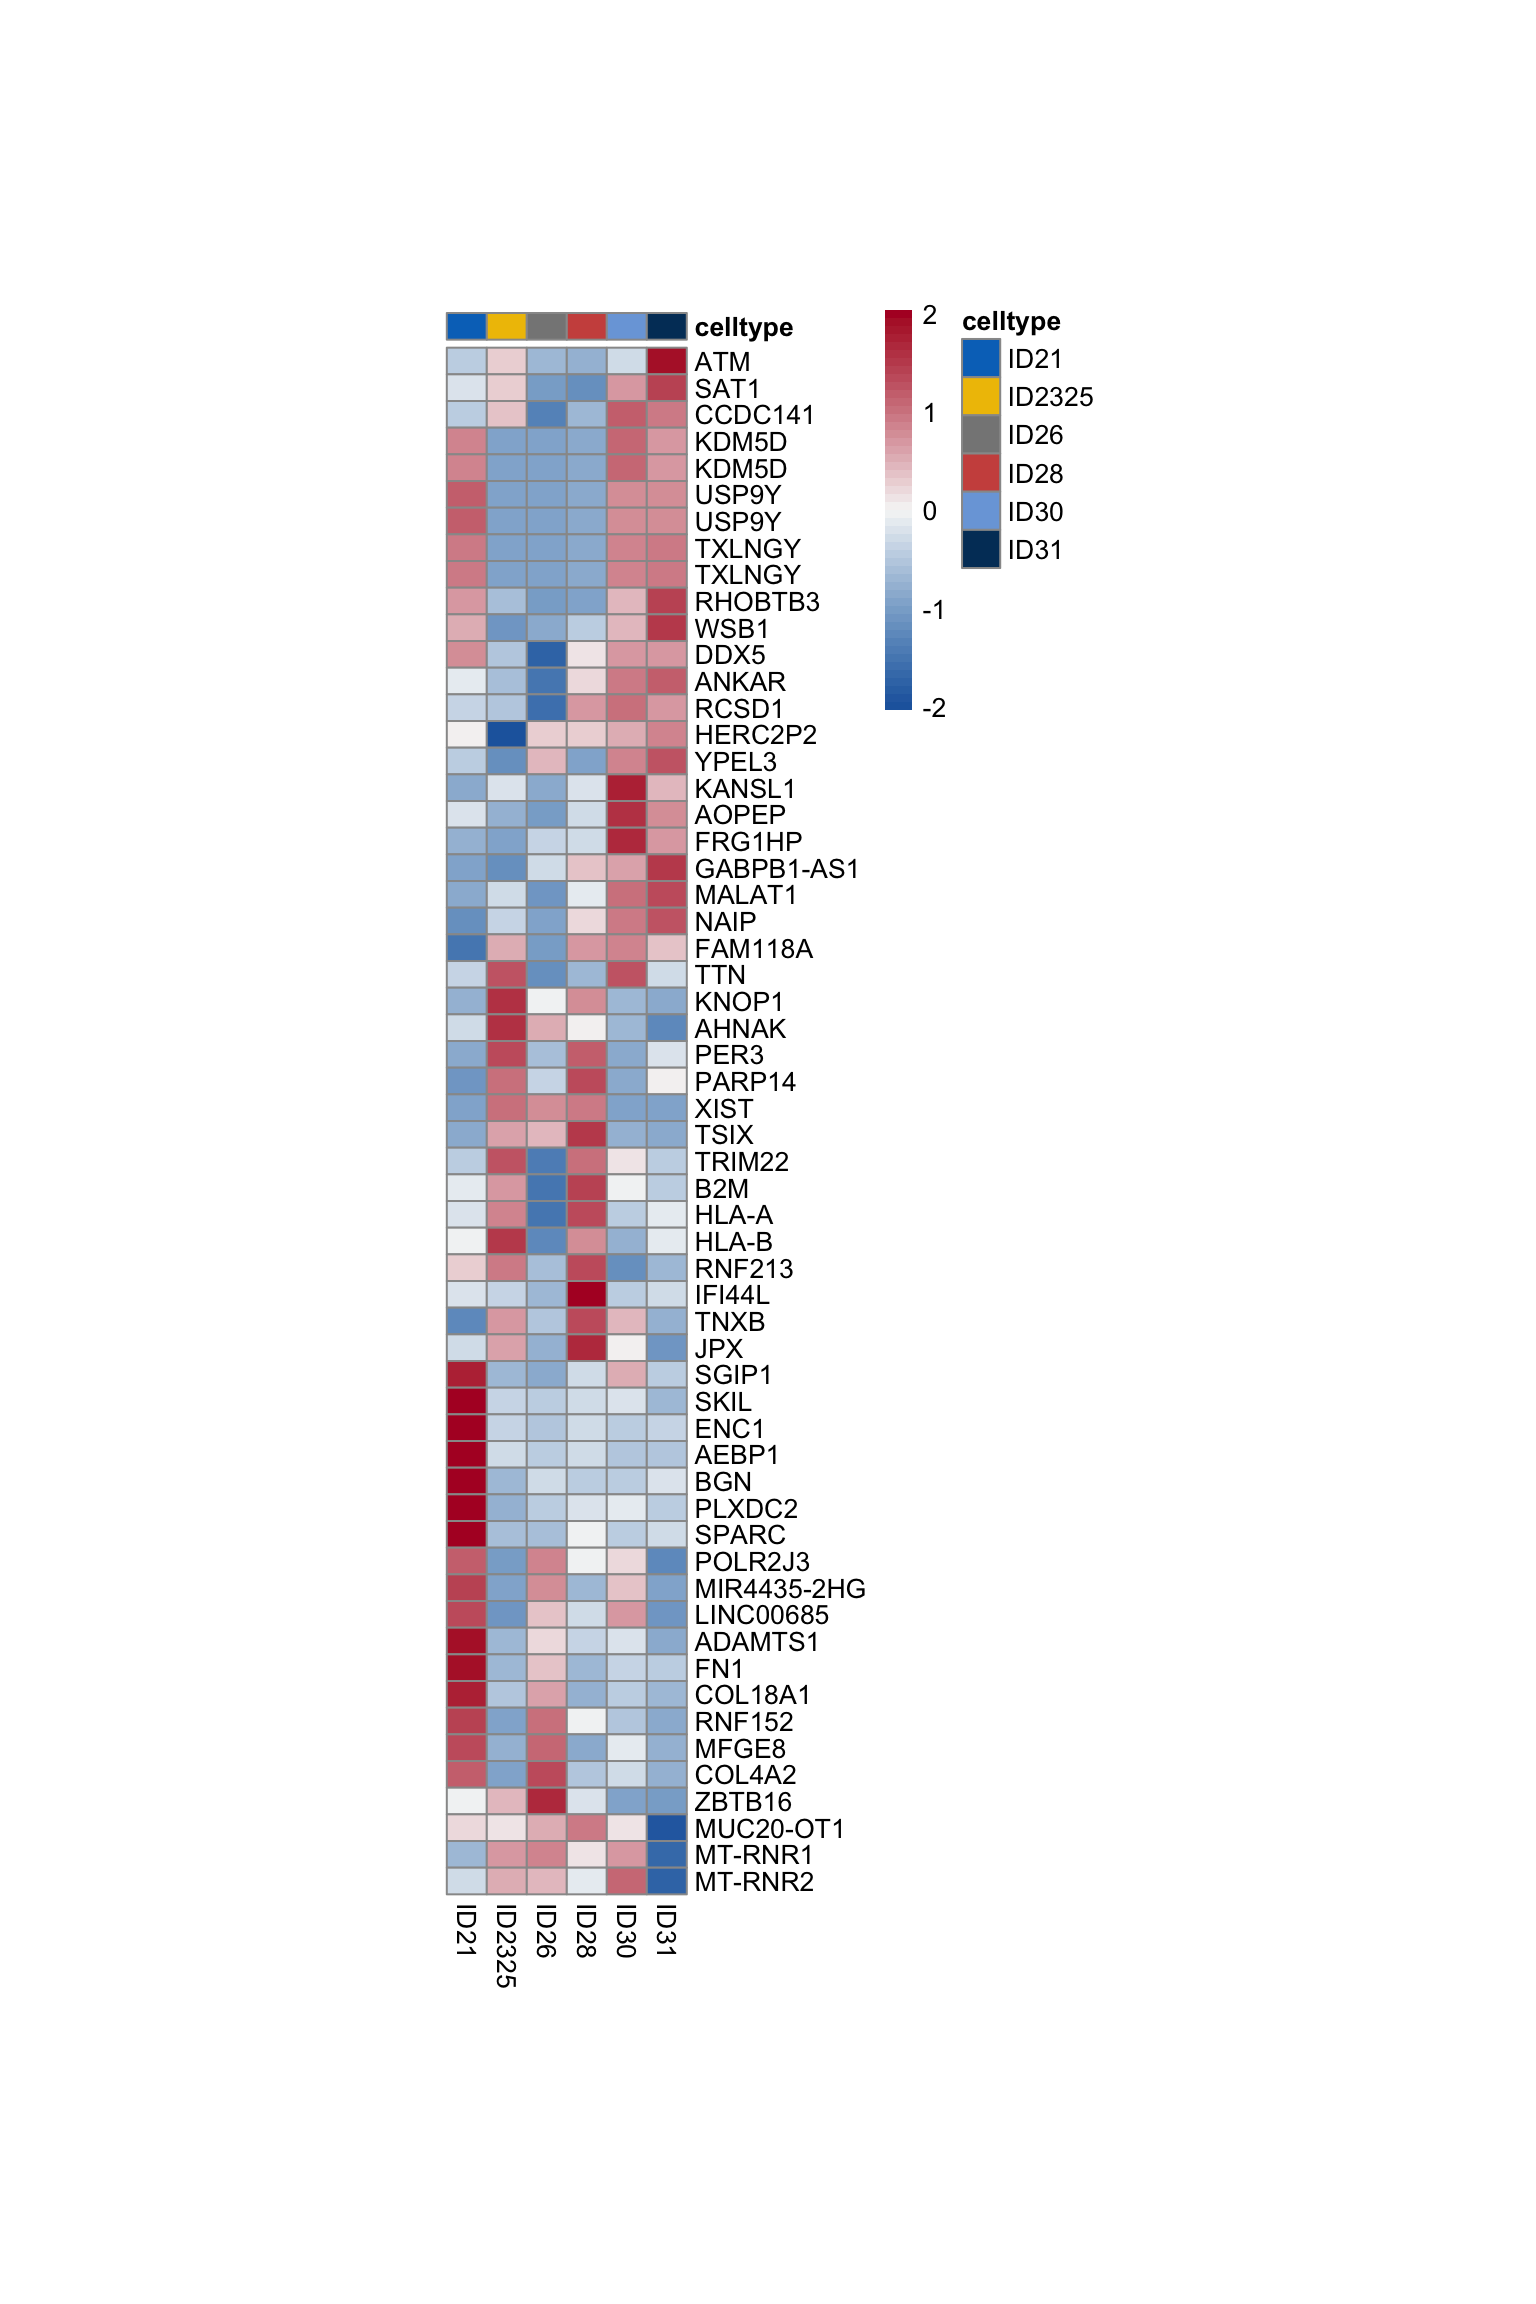 celltype
ATM
SAT1
CCDC141
KDM5D
KDM5D
USP9Y
USP9Y
TXLNGY
TXLNGY
RHOBTB3
WSB1
DDX5
ANKAR
RCSD1
HERC2P2
YPEL3
KANSL1
AOPEP
FRG1HP
GABPB1-AS1
MALAT1
NAIP
FAM118A
TTN
KNOP1
AHNAK
PER3
PARP14
XIST
TSIX
TRIM22
B2M
HLA-A
HLA-B
RNF213
IFI44L
TNXB
JPX
SGIP1
SKIL
ENC1
AEBP1
BGN
PLXDC2
SPARC
POLR2J3
MIR4435-2HG
LINC00685
ADAMTS1
FN1
COL18A1
RNF152
MFGE8
COL4A2
ZBTB16
MUC20-OT1
MT-RNR1
MT-RNR2
ID21
ID2325
ID26
ID28
ID30
ID31
2
1
0
-1
-2
celltype
ID21
ID2325
ID26
ID28
ID30
ID31